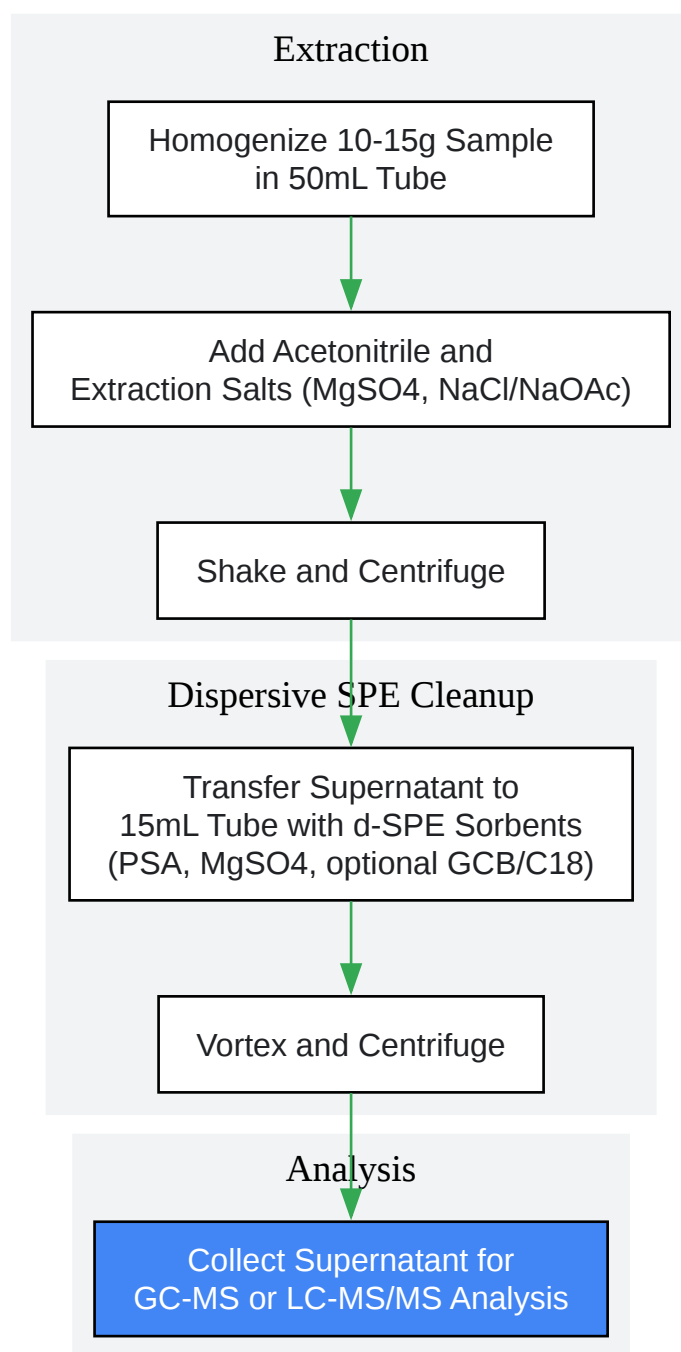 Extraction
Homogenize 10-15g Sample
in 50mL Tube
Add Acetonitrile and
Extraction Salts (MgSO4, NaCl/NaOAc)
Shake and Centrifuge
Dispersive SPE Cleanup
Transfer Supernatant to
15mL Tube with d-SPE Sorbents
(PSA, MgSO4, optional GCB/C18)
Vortex and Centrifuge
Analysis
Collect Supernatant for
GC-MS or LC-MS/MS Analysis